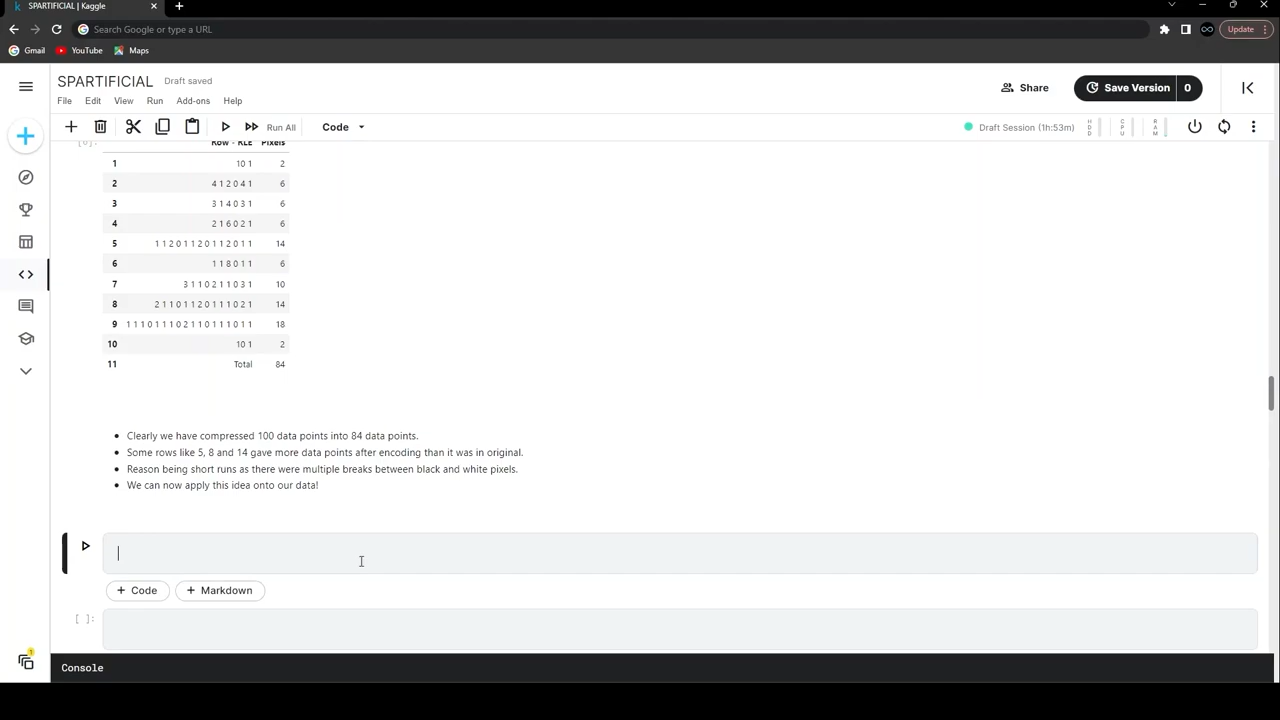 SPARTIFICIAL | Kaggle
Search Google or type a URL
Update
Gmail YouTube Maps
SPARTIFICIAL Draft saved
File Edit View Run Add-ons Help
Share
Save Version 0
Run All
Code
Draft Session (1h:53m)
HDD
CPU
RAM
[0]:
Row - RLE Pixels
1 10 1 2
2 4 1 2 0 4 1 6
3 3 1 4 0 3 1 6
4 2 1 6 0 2 1 6
5 1 1 2 0 1 1 2 0 1 1 2 0 1 1 14
6 1 1 8 0 1 1 6
7 3 1 1 0 2 1 1 0 3 1 10
8 2 1 1 0 1 1 2 0 1 1 1 0 2 1 14
9 1 1 1 0 1 1 1 0 2 1 1 0 1 1 1 0 1 1 18
10 10 1 2
11 Total 84
• Clearly we have compressed 100 data points into 84 data points.
• Some rows like 5, 8 and 14 gave more data points after encoding than it was in original.
• Reason being short runs as there were multiple breaks between black and white pixels.
• We can now apply this idea onto our data!
+ Code + Markdown
[ ]:
Console
1